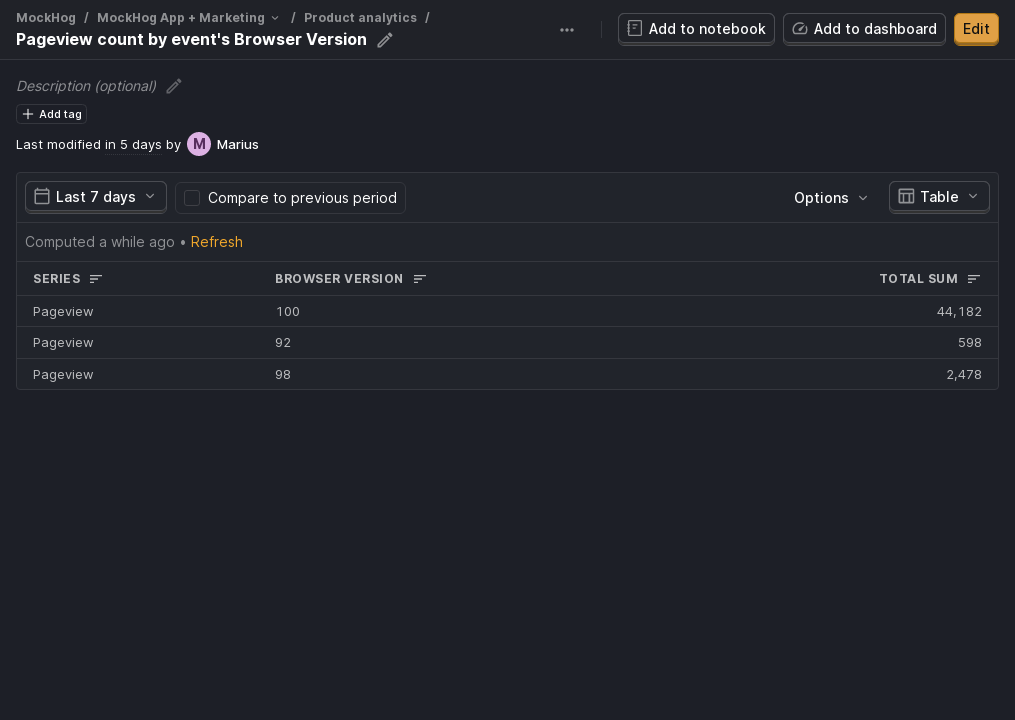 MockHog / MockHog App + Marketing / Product analytics /
Pageview count by event's Browser Version
Add to notebook
Add to dashboard
Edit
Description (optional)
Add tag
Last modified in 5 days by M Marius
Last 7 days
Compare to previous period
Options
Table
Computed a while ago • Refresh
SERIES BROWSER VERSION TOTAL SUM
Pageview 100 44,182
Pageview 92 598
Pageview 98 2,478